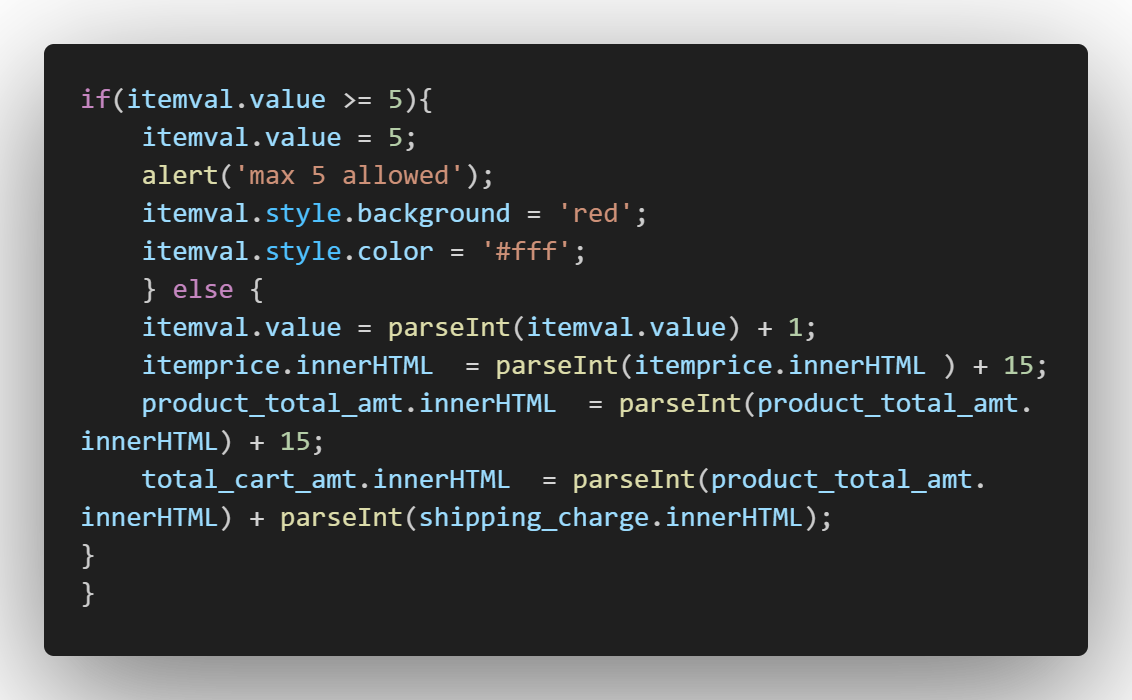 if(itemval.value >= 5){
    itemval.value = 5;
    alert('max 5 allowed');
    itemval.style.background = 'red';
    itemval.style.color = '#fff';
    } else {
    itemval.value = parseInt(itemval.value) + 1;
    itemprice.innerHTML  = parseInt(itemprice.innerHTML ) + 15;
    product_total_amt.innerHTML  = parseInt(product_total_amt.
innerHTML) + 15;
    total_cart_amt.innerHTML  = parseInt(product_total_amt.
innerHTML) + parseInt(shipping_charge.innerHTML);
}
}